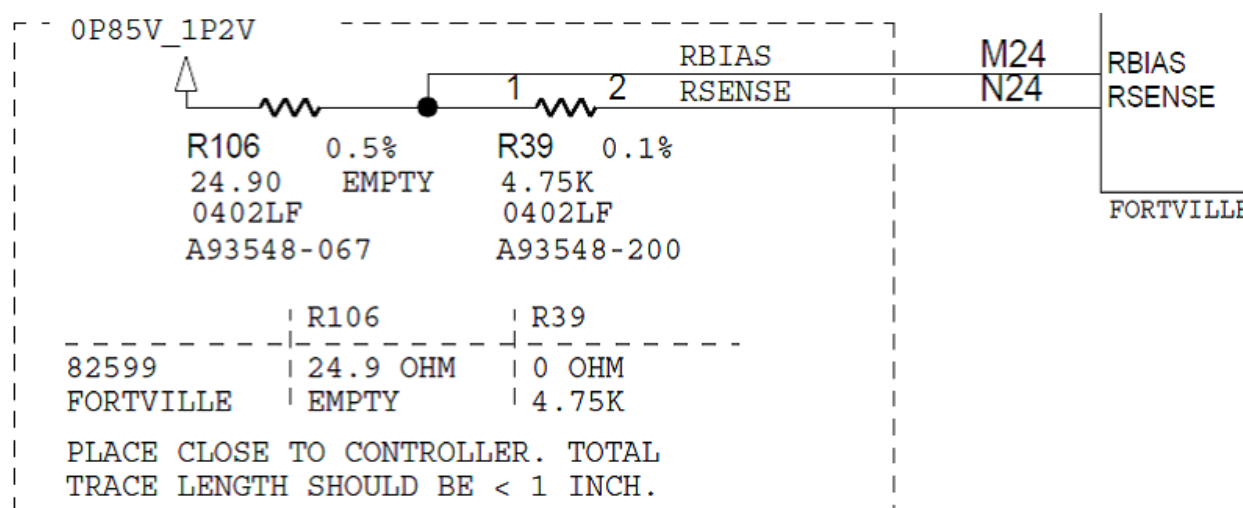 0P85V_1P2V
RBIAS M24 RBIAS
1 2 RSENSE N24 RSENSE
R106 0.5% R39 0.1%
24.90 EMPTY 4.75K
0402LF 0402LF
FORTVILLE
A93548-067 A93548-200
R106 R39
82599 24.9 OHM 0 OHM
FORTVILLE EMPTY 4.75K
PLACE CLOSE TO CONTROLLER. TOTAL
TRACE LENGTH SHOULD BE < 1 INCH.